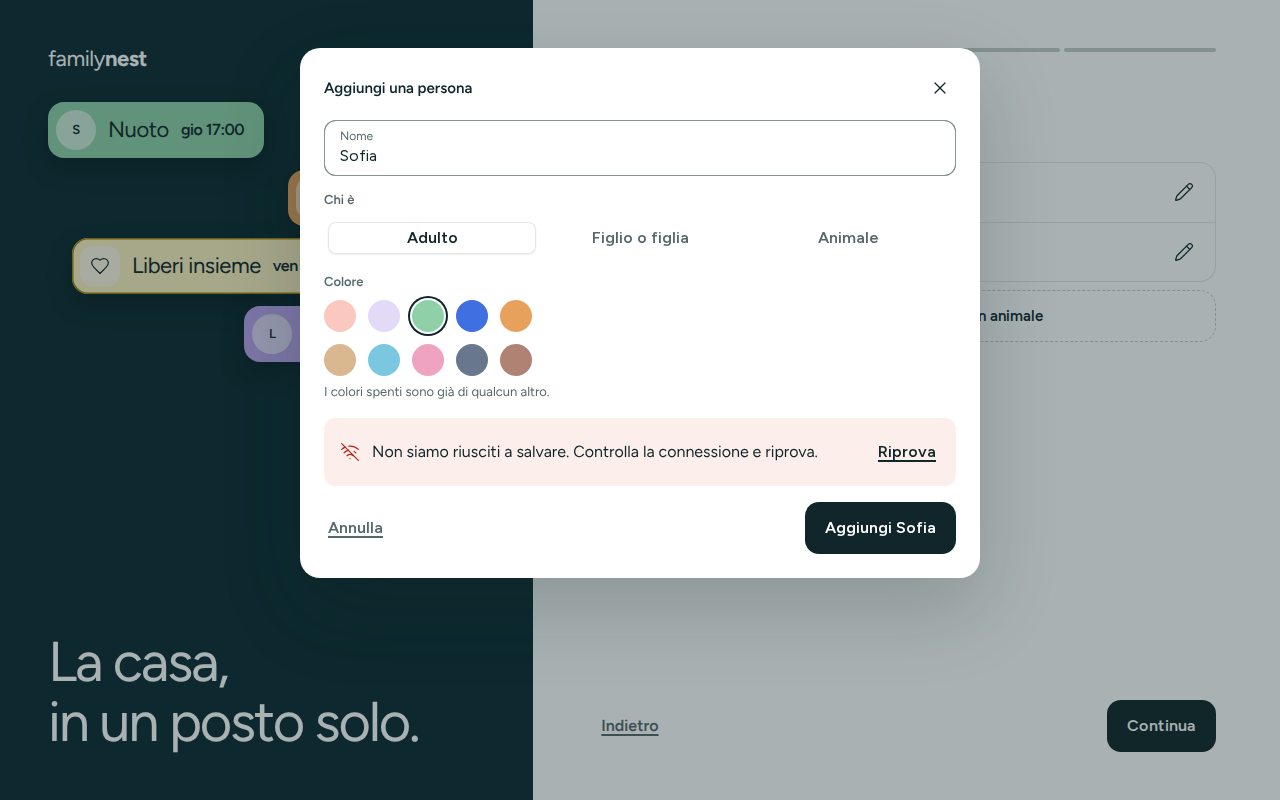 familynest
S Nuoto gio 17:00
Liberi insieme ven
L
La casa,
in un posto solo.
Aggiungi una persona
Nome
Sofia
Chi è
Adulto Figlio o figlia Animale
Colore
I colori spenti sono già di qualcun altro.
Non siamo riusciti a salvare. Controlla la connessione e riprova. Riprova
Annulla Aggiungi Sofia
animale
Indietro Continua